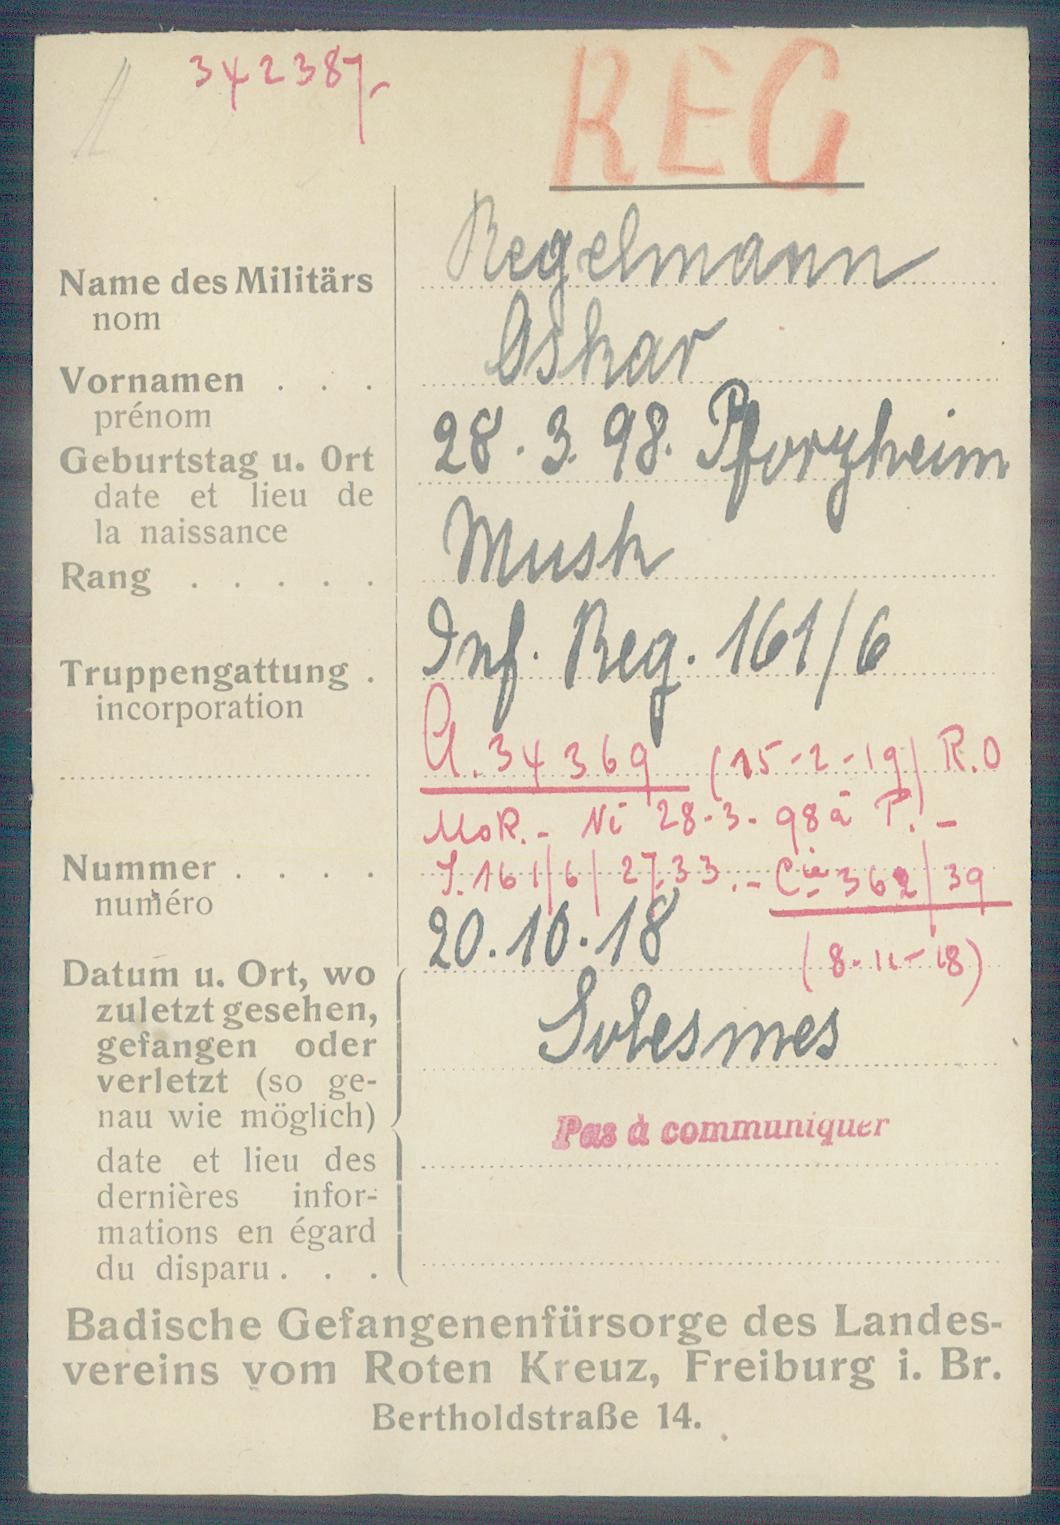 342387.-
REG
Regelmann
Name des Militärs
nom
Oskar
Vornamen . . .
prénom
28. 3. 98. Pforzheim
Geburtstag u. Ort
date et lieu de
la naissance
Musk
Rang . . . . .
Inf. Reg. 161/6
Truppengattung .
incorporation
A. 34369 (15-2-19) R.O
MoR. - Né 28-3-98 à P. -
Nummer . . . .
numéro
J. 161/6/27.33. - Cie 362/39
20.10.18
(8-11-18)
Datum u. Ort, wo
zuletzt gesehen,
gefangen oder
verletzt (so ge-
nau wie möglich)
Solesmes
Pas à communiquer
date et lieu des
dernières infor-
mations en égard
du disparu . . .
Badische Gefangenenfürsorge des Landes-
vereins vom Roten Kreuz, Freiburg i. Br.
Bertholdstraße 14.